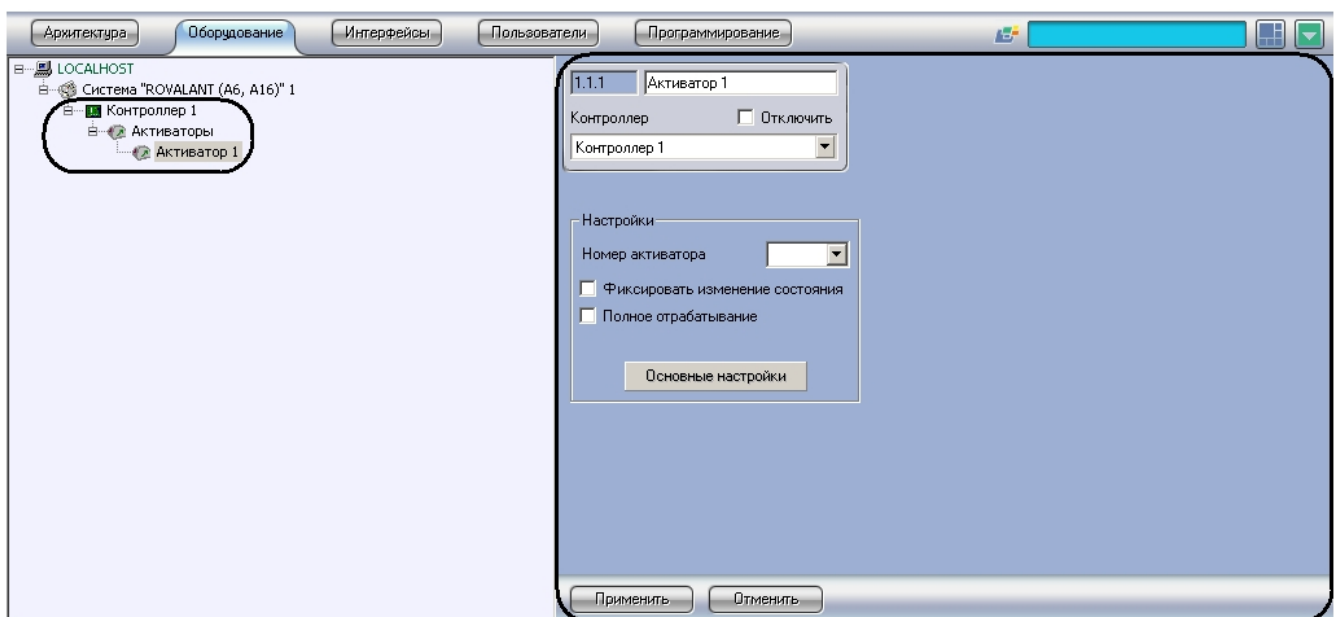 Архитектура Оборудование Интерфейсы Пользователи Программирование
LOCALHOST
Система "ROVALANT (A6, A16)" 1
Контроллер 1
Активаторы
Активатор 1
1.1.1 Активатор 1
Контроллер Отключить
Контроллер 1
Настройки
Номер активатора
Фиксировать изменение состояния
Полное отрабатывание
Основные настройки
Применить Отменить